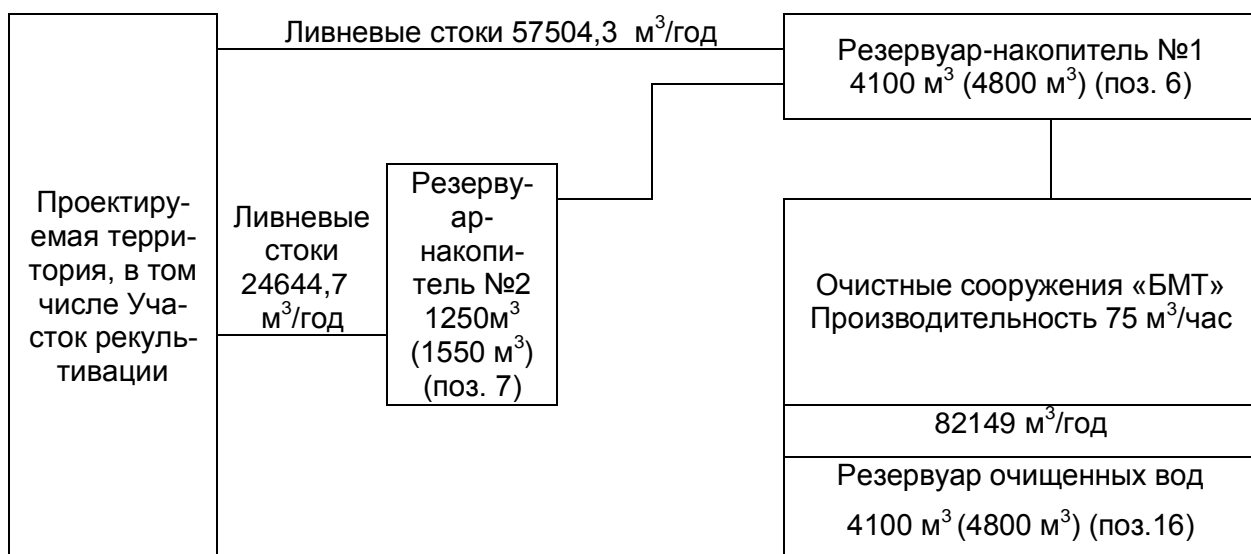 Ливневые стоки 57504,3 м³/год
Резервуар-накопитель №1
4100 м³ (4800 м³) (поз. 6)
Проектиру-
емая терри-
тория, в том
числе Уча-
сток рекуль-
тивации
Ливневые
стоки
24644,7
м³/год
Резерву-
ар-
накопи-
тель №2
1250м³
(1550 м³)
(поз. 7)
Очистные сооружения «БМТ»
Производительность 75 м³/час
82149 м³/год
Резервуар очищенных вод
4100 м³ (4800 м³) (поз.16)